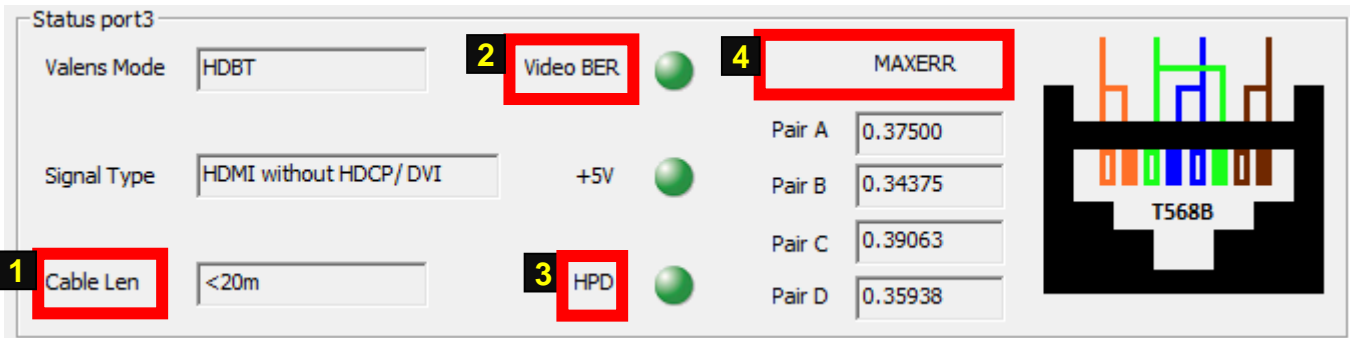 Status port3
Valens Mode HDBT 2 Video BER 4 MAXERR
Pair A 0.37500
Signal Type HDMI without HDCP/ DVI +5V Pair B 0.34375
T568B
Pair C 0.39063
1 Cable Len <20m 3 HPD
Pair D 0.35938